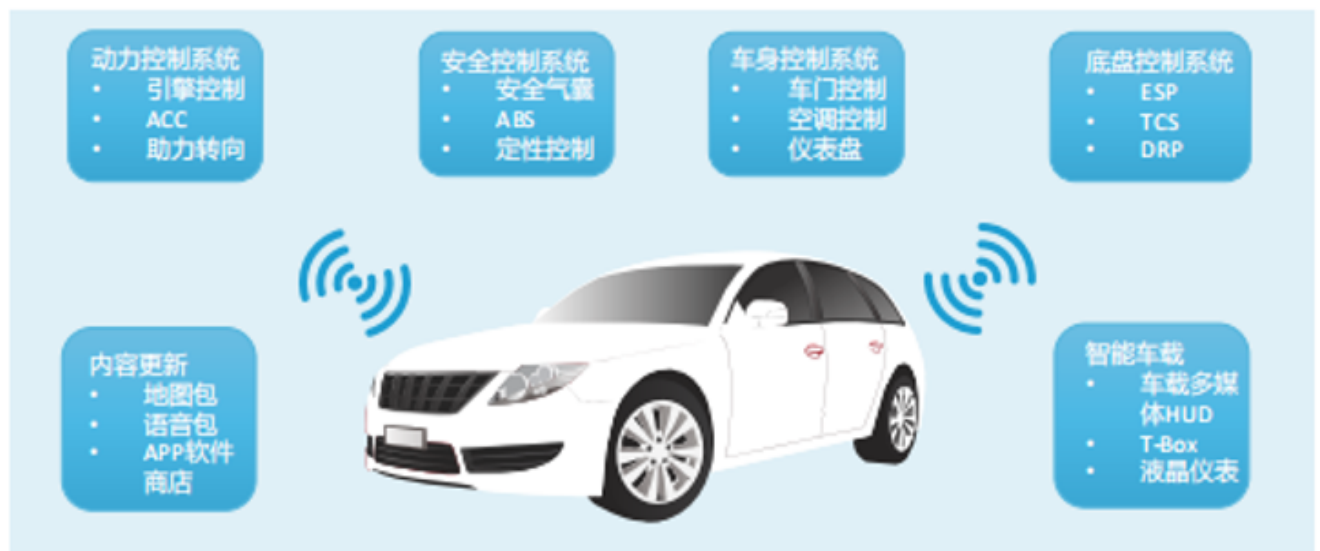 动力控制系统
• 引擎控制
• ACC
• 助力转向
安全控制系统
• 安全气囊
• ABS
• 定性控制
车身控制系统
• 车门控制
• 空调控制
• 仪表盘
底盘控制系统
• ESP
• TCS
• DRP
内容更新
• 地图包
• 语音包
• APP软件
商店
智能车载
• 车载多媒
体HUD
• T-Box
• 液晶仪表